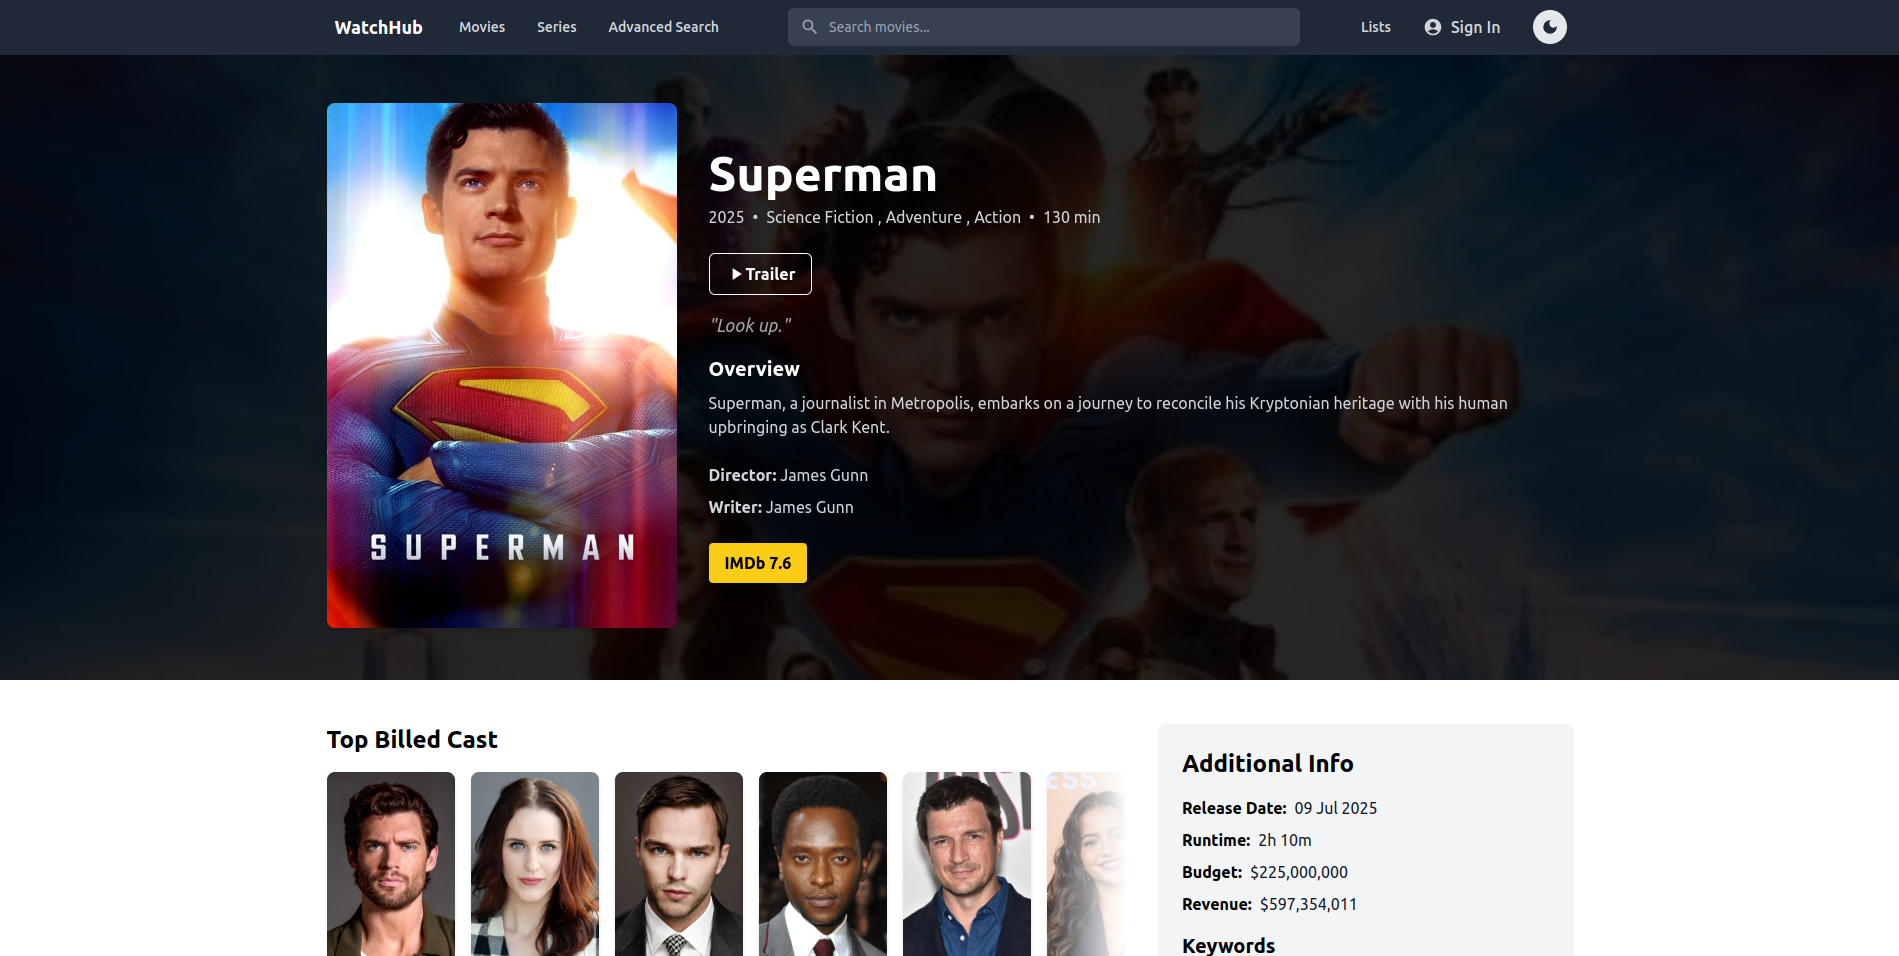 WatchHub Movies Series Advanced Search Search movies... Lists Sign In
SUPERMAN
Superman
2025 • Science Fiction , Adventure , Action • 130 min
Trailer
"Look up."
Overview
Superman, a journalist in Metropolis, embarks on a journey to reconcile his Kryptonian heritage with his human
upbringing as Clark Kent.
Director: James Gunn
Writer: James Gunn
IMDb 7.6
Top Billed Cast
Additional Info
Release Date: 09 Jul 2025
Runtime: 2h 10m
Budget: $225,000,000
Revenue: $597,354,011
Keywords